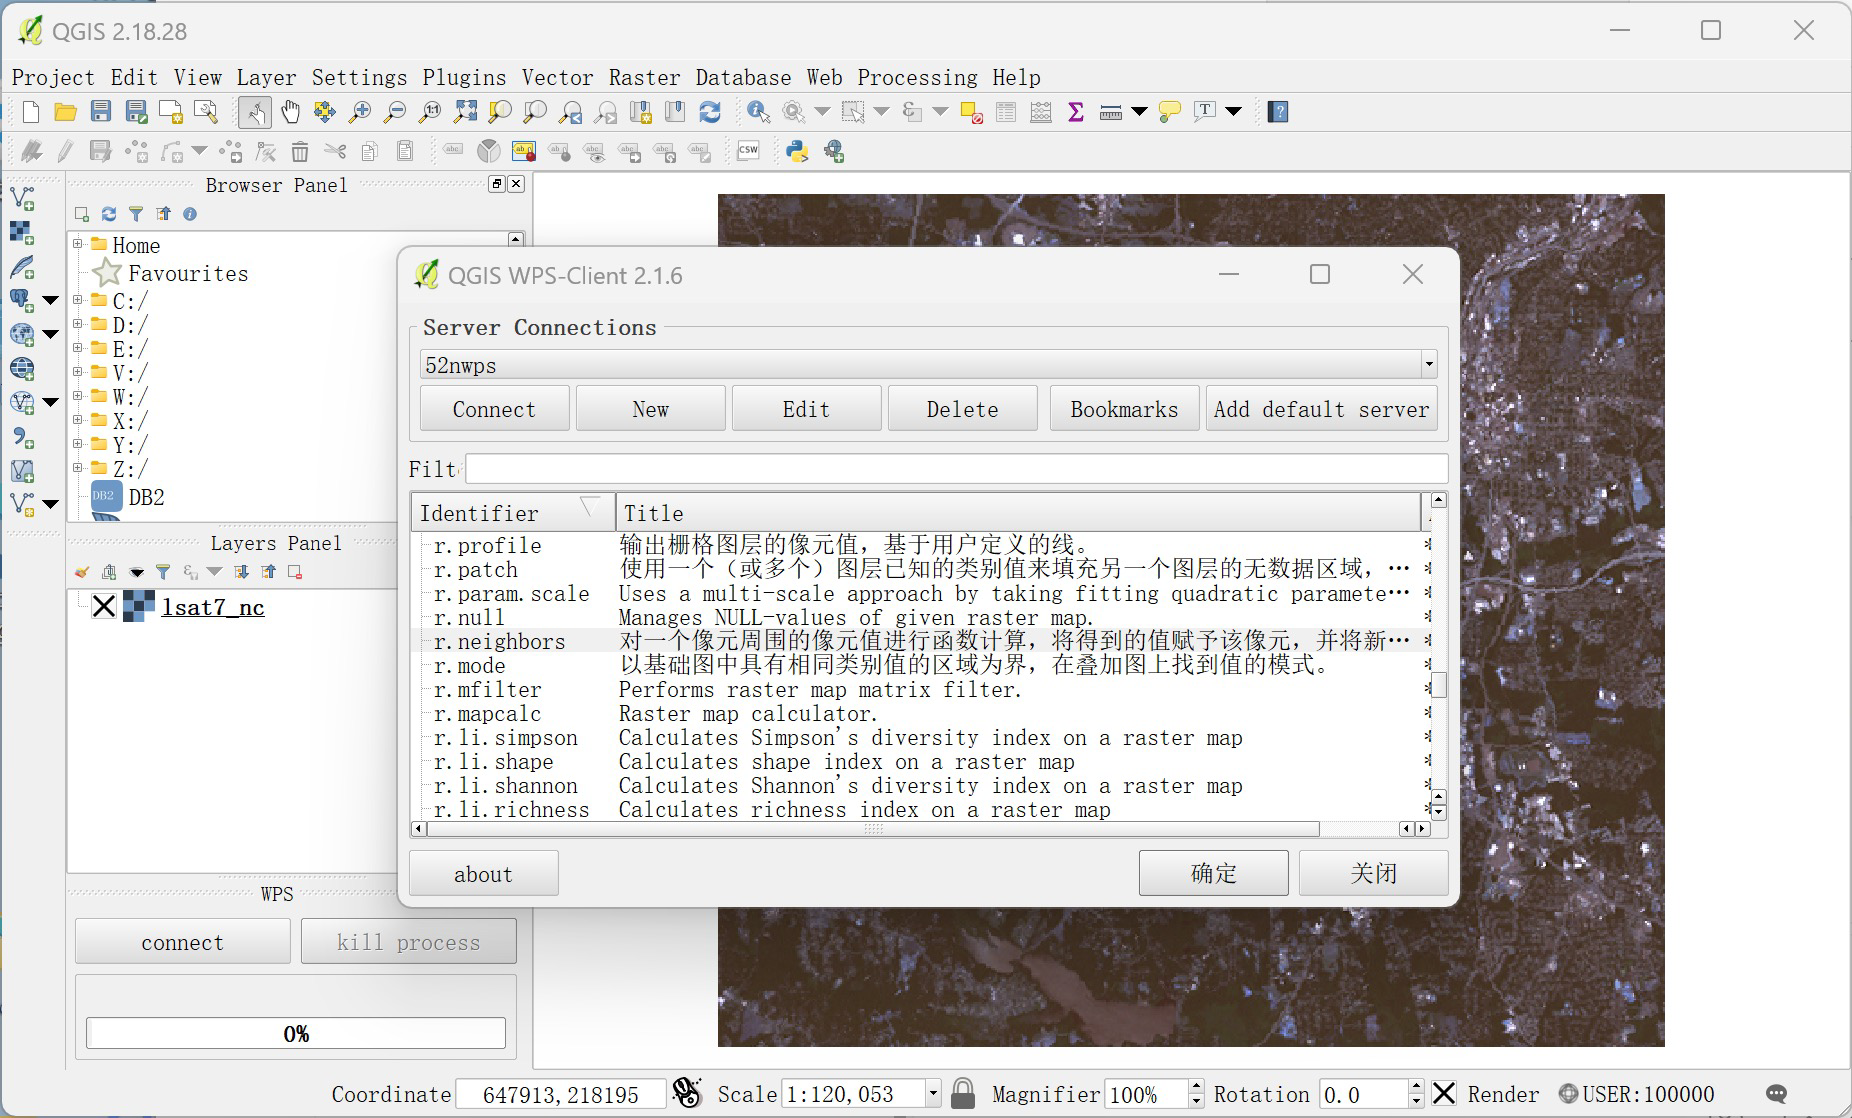 QGIS 2.18.28
Project Edit View Layer Settings Plugins Vector Raster Database Web Processing Help
CSW
Browser Panel
Home
Favourites
C:/
D:/
E:/
V:/
W:/
X:/
Y:/
Z:/
DB2 DB2
Layers Panel
lsat7_nc
WPS
connect kill process
0%
QGIS WPS-Client 2.1.6
Server Connections
52nwps
Connect New Edit Delete Bookmarks Add default server
Filt
Identifier Title
r.profile 输出栅格图层的像元值，基于用户定义的线。
r.patch 使用一个（或多个）图层已知的类别值来填充另一个图层的无数据区域，…
r.param.scale Uses a multi-scale approach by taking fitting quadratic paramete…
r.null Manages NULL-values of given raster map.
r.neighbors 对一个像元周围的像元值进行函数计算，将得到的值赋予该像元，并将新…
r.mode 以基础图中具有相同类别值的区域为界，在叠加图上找到值的模式。
r.mfilter Performs raster map matrix filter.
r.mapcalc Raster map calculator.
r.li.simpson Calculates Simpson's diversity index on a raster map
r.li.shape Calculates shape index on a raster map
r.li.shannon Calculates Shannon's diversity index on a raster map
r.li.richness Calculates richness index on a raster map
about 确定 关闭
Coordinate 647913,218195 Scale 1:120,053 Magnifier 100% Rotation 0.0 Render USER:100000